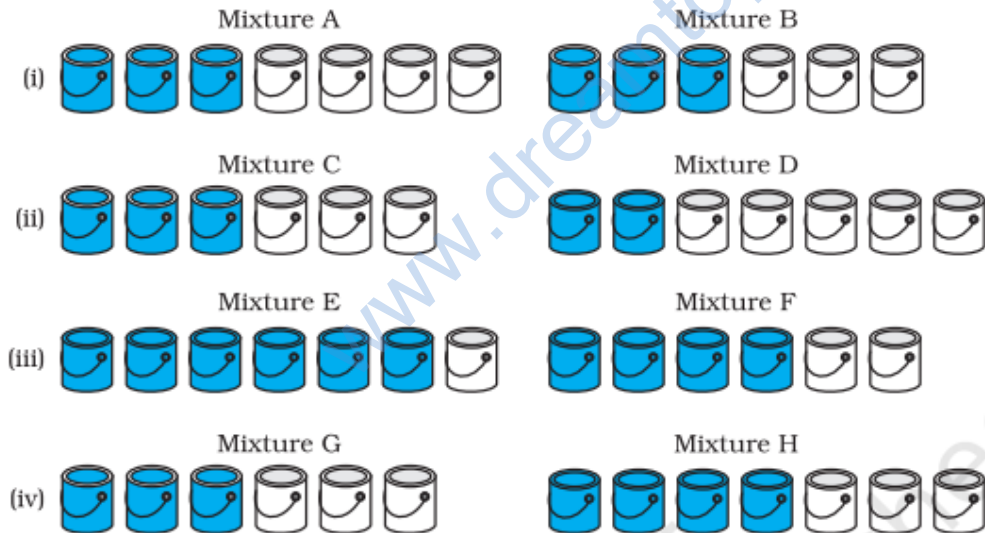 Mixture A Mixture B
(i)
Mixture C Mixture D
(ii)
Mixture E Mixture F
(iii)
Mixture G Mixture H
(iv)